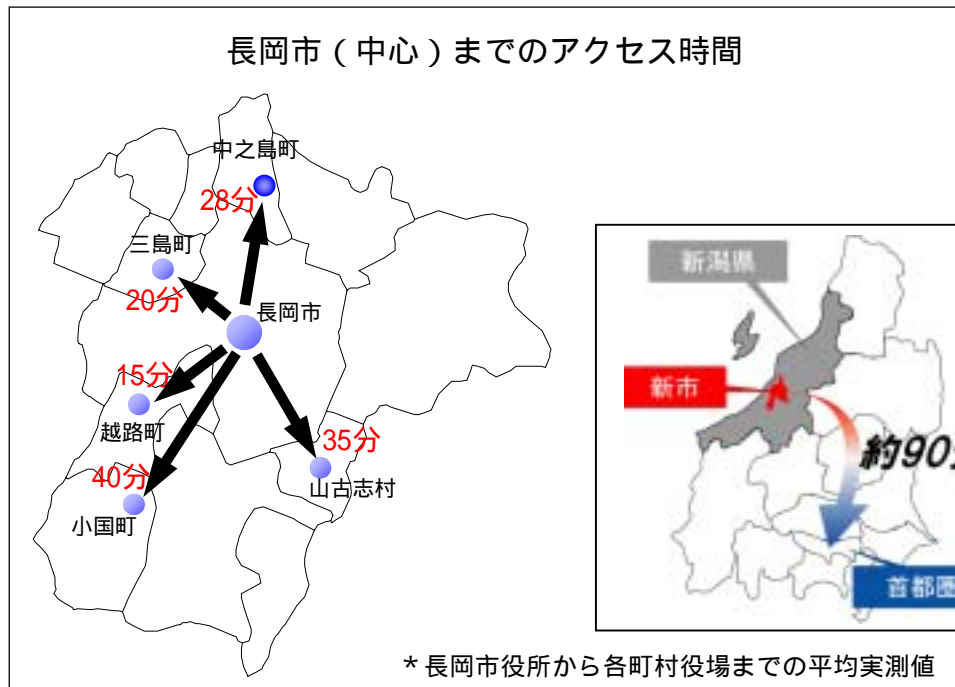 長岡市（中心）までのアクセス時間
中之島町
28分
三島町
20分
長岡市
15分
越路町
35分
山古志村
40分
小国町
新潟県
新市
約90分
首都圏
*長岡市役所から各町村役場までの平均実測値